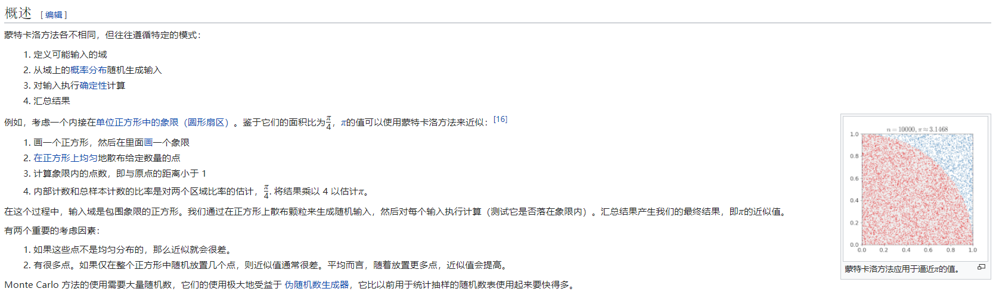 概述 [ 编辑 ]
蒙特卡洛方法各不相同，但往往遵循特定的模式：
1. 定义可能输入的域
2. 从域上的概率分布随机生成输入
3. 对输入执行确定性计算
4. 汇总结果
例如，考虑一个内接在单位正方形中的象限（圆形扇区）。鉴于它们的面积比为π/4，π的值可以使用蒙特卡洛方法来近似：[16]
1. 画一个正方形，然后在里面画一个象限
2. 在正方形上均匀地散布给定数量的点
3. 计算象限内的点数，即与原点的距离小于 1
4. 内部计数和总样本计数的比率是对两个区域比率的估计，π/4. 将结果乘以 4 以估计π。
在这个过程中，输入域是包围象限的正方形。我们通过在正方形上散布颗粒来生成随机输入，然后对每个输入执行计算（测试它是否落在象限内）。汇总结果产生我们的最终结果，即π的近似值。
有两个重要的考虑因素：
1. 如果这些点不是均匀分布的，那么近似就会很差。
2. 有很多点。如果仅在整个正方形中随机放置几个点，则近似值通常很差。平均而言，随着放置更多点，近似值会提高。
Monte Carlo 方法的使用需要大量随机数，它们的使用极大地受益于 伪随机数生成器，它比以前用于统计抽样的随机数表使用起来要快得多。
n = 10000, π ≈ 3.1468
1.0
0.8
0.6
0.4
0.2
0.0
0.0 0.2 0.4 0.6 0.8 1.0
蒙特卡洛方法应用于逼近π的值。